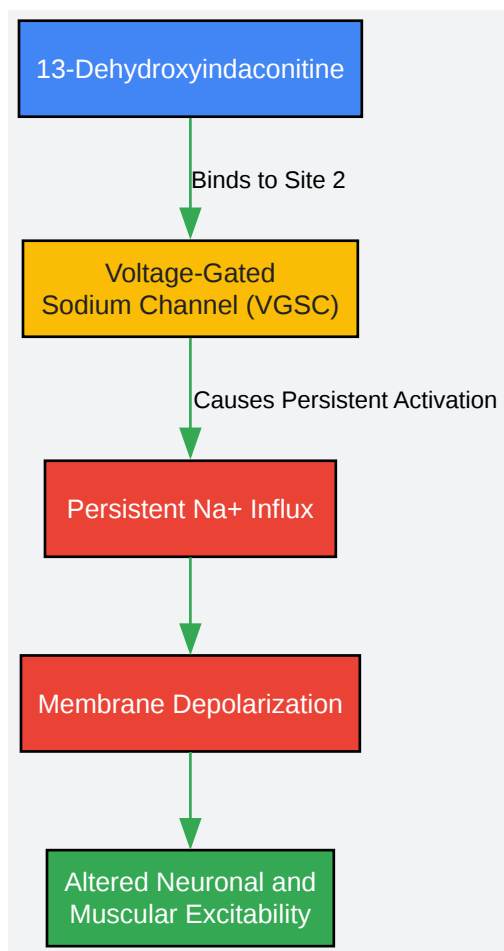 13-Dehydroxyindaconitine
Binds to Site 2
Voltage-Gated
Sodium Channel (VGSC)
Causes Persistent Activation
Persistent Na+ Influx
Membrane Depolarization
Altered Neuronal and
Muscular Excitability